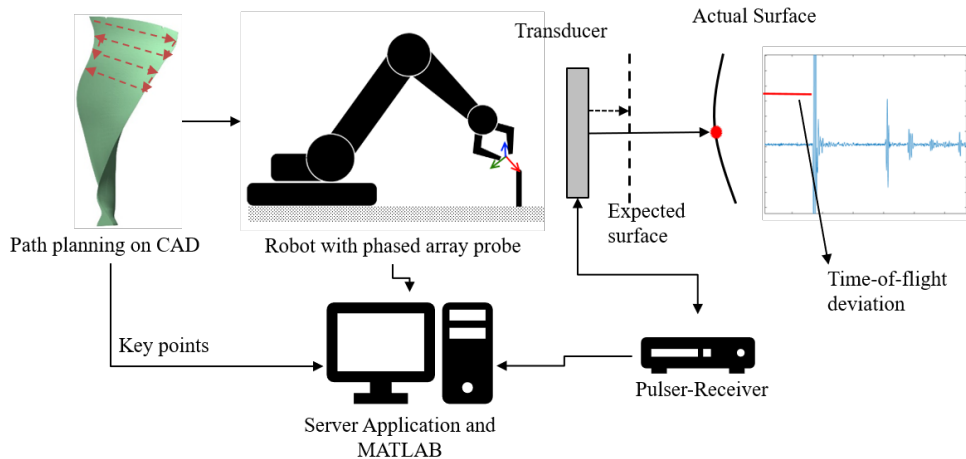 Transducer
Actual Surface
Expected
surface
Path planning on CAD
Robot with phased array probe
Time-of-flight
deviation
Key points
Pulser-Receiver
Server Application and
MATLAB